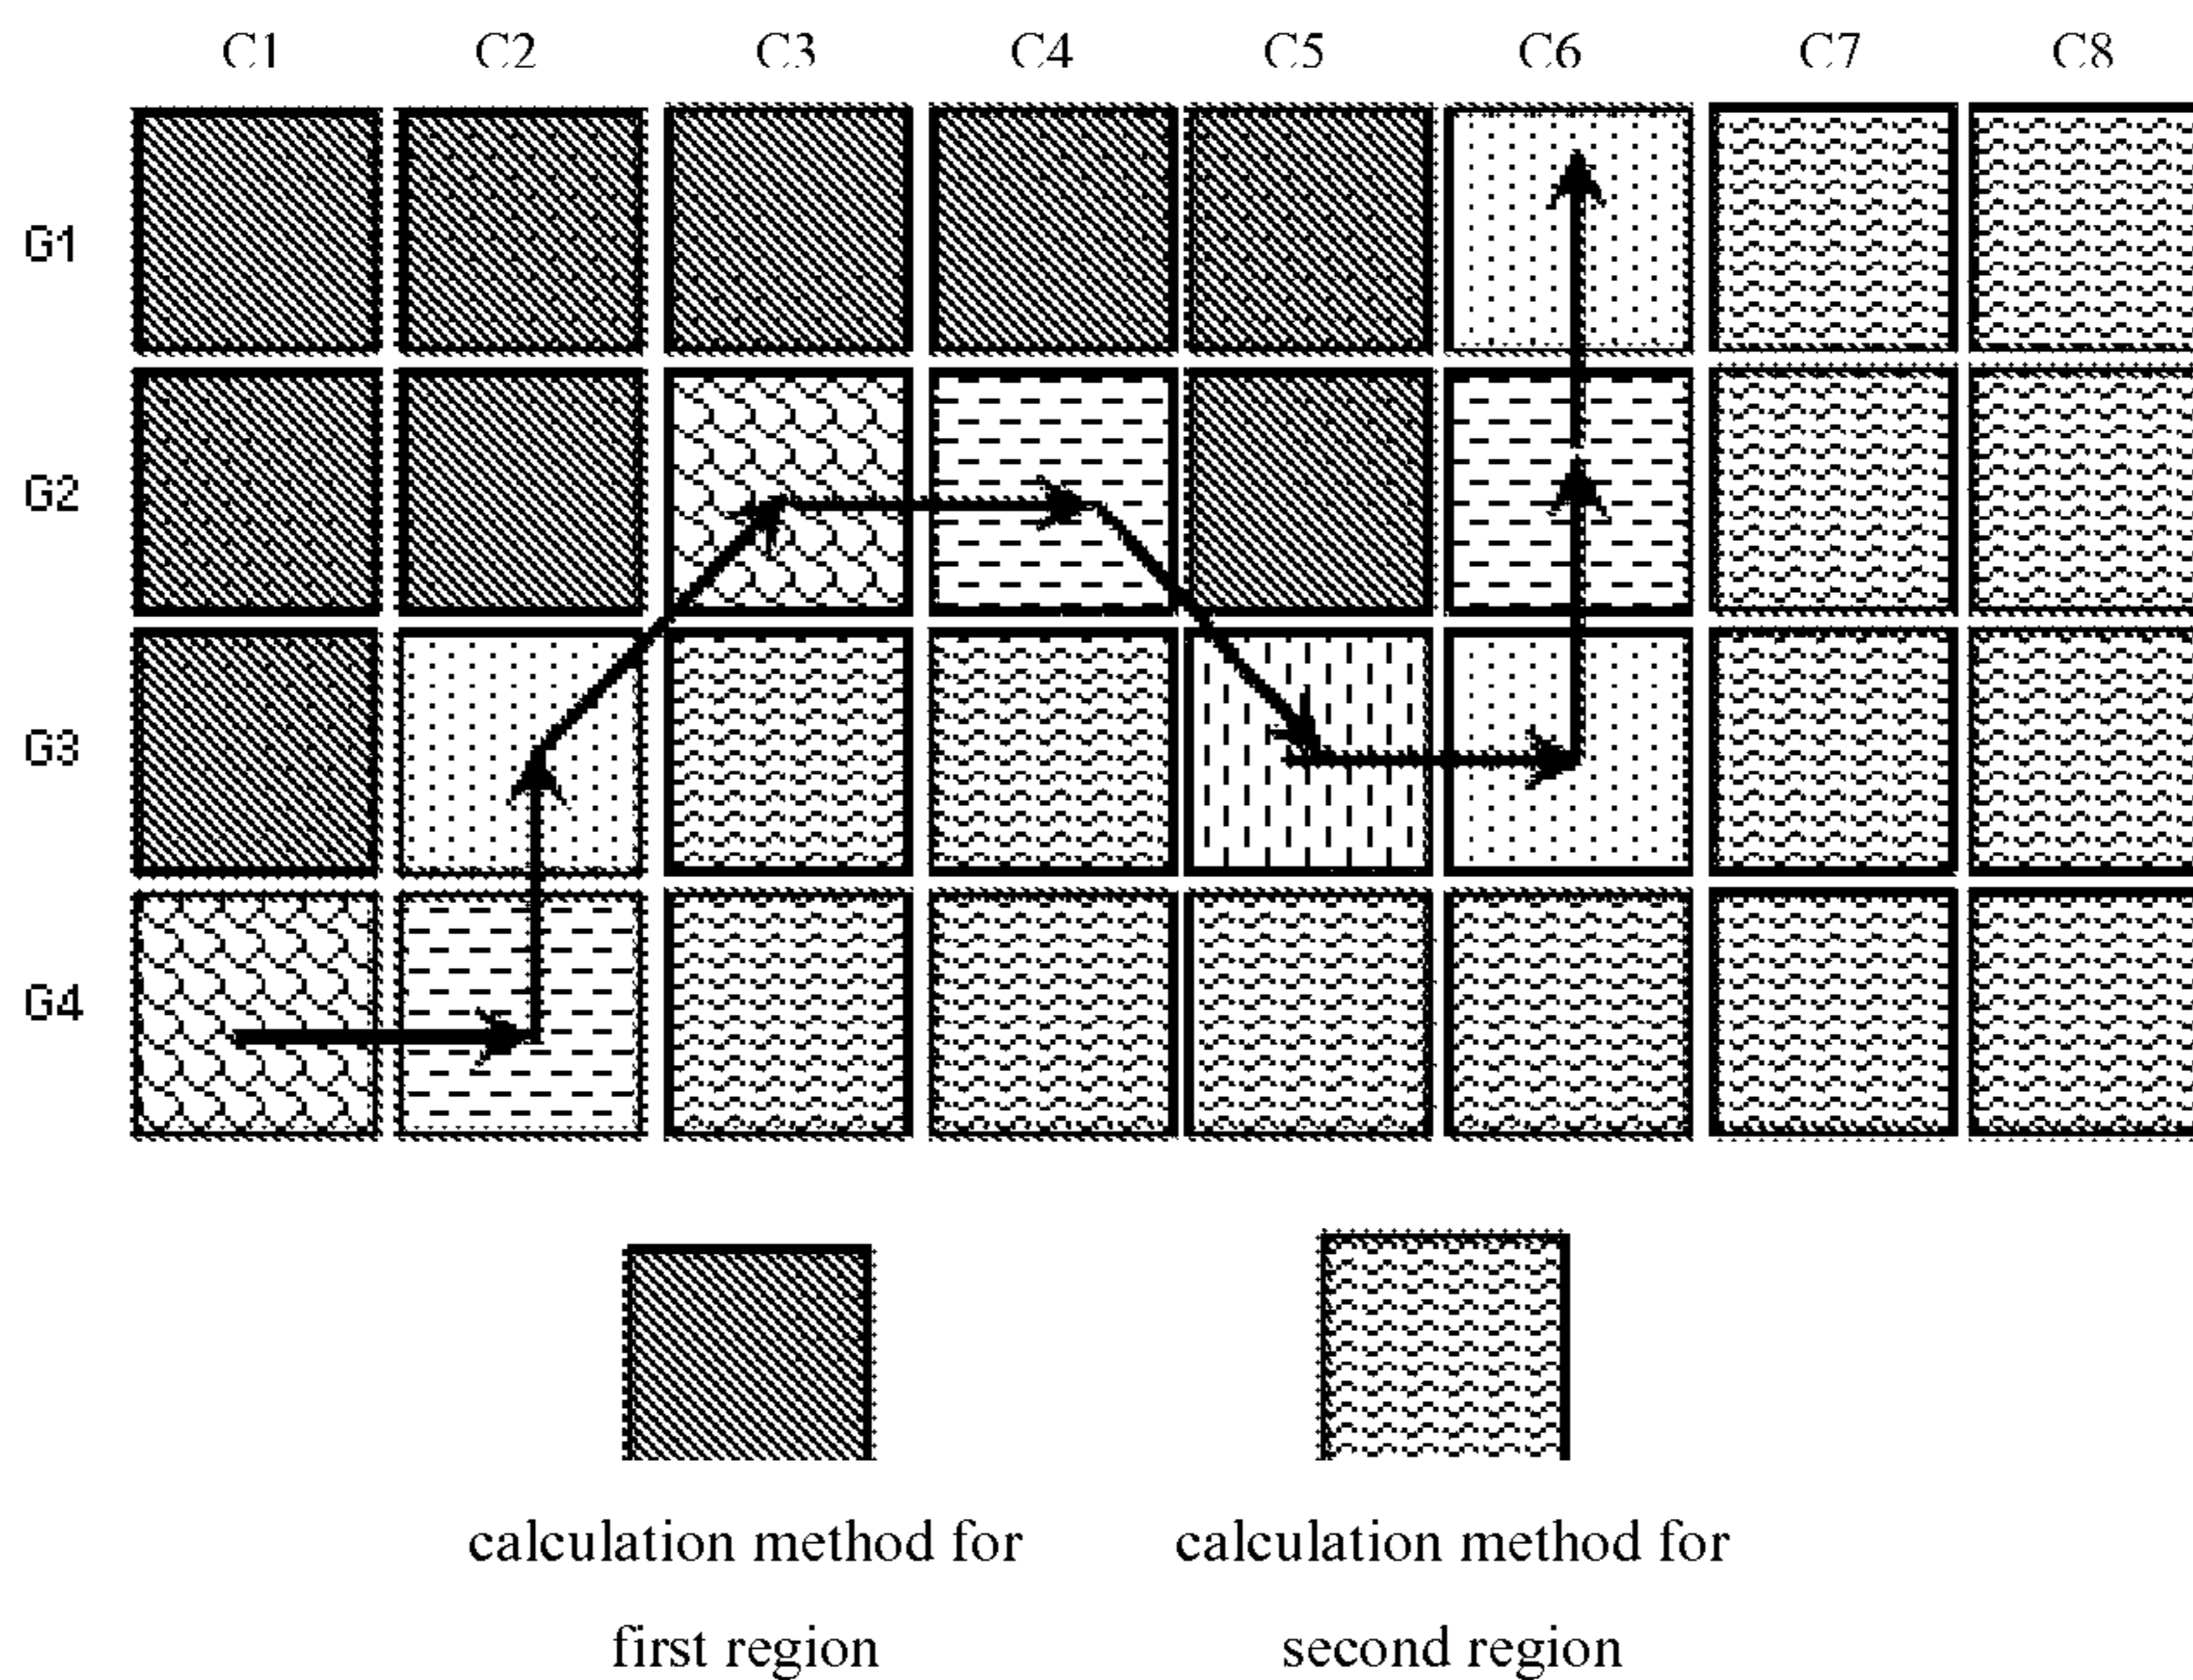 C1 C2 C3 C4 C5 C6 C7 C8
G1
G2
G3
G4
calculation method for calculation method for
first region second region